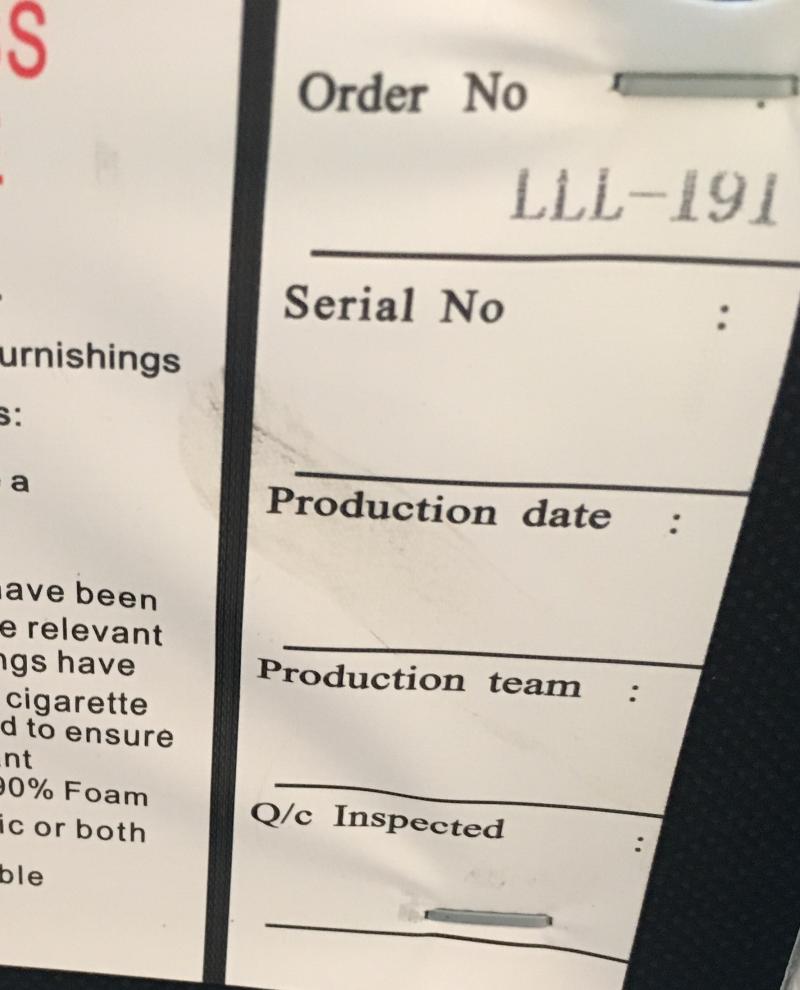 S
urnishings
s:
a
ave been
e relevant
ngs have
cigarette
d to ensure
nt
90% Foam
ic or both
ble
Order No :
LLL-191
Serial No :
Production date :
Production team :
Q/c Inspected :